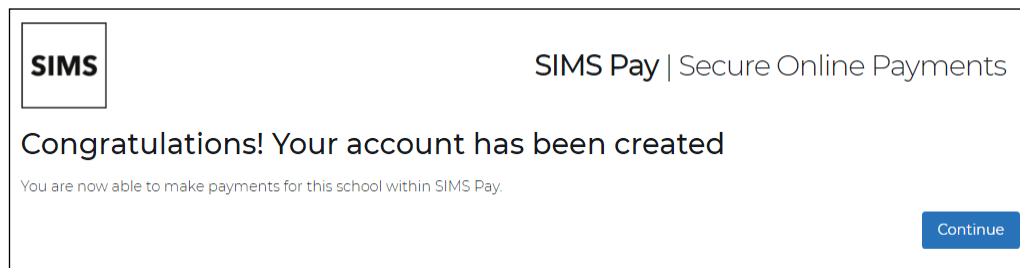 SIMS
SIMS Pay | Secure Online Payments
Congratulations! Your account has been created
You are now able to make payments for this school within SIMS Pay.
Continue